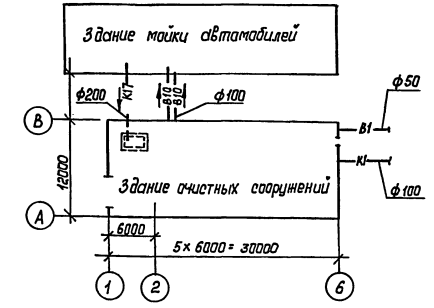 Здание мойки автомобилей
ф50
ф200
К17
В10
В10
ф100
В1
В
К1
12000
Здание очистных сооружений
ф100
А
6000
5 x 6000 = 30000
1
2
6